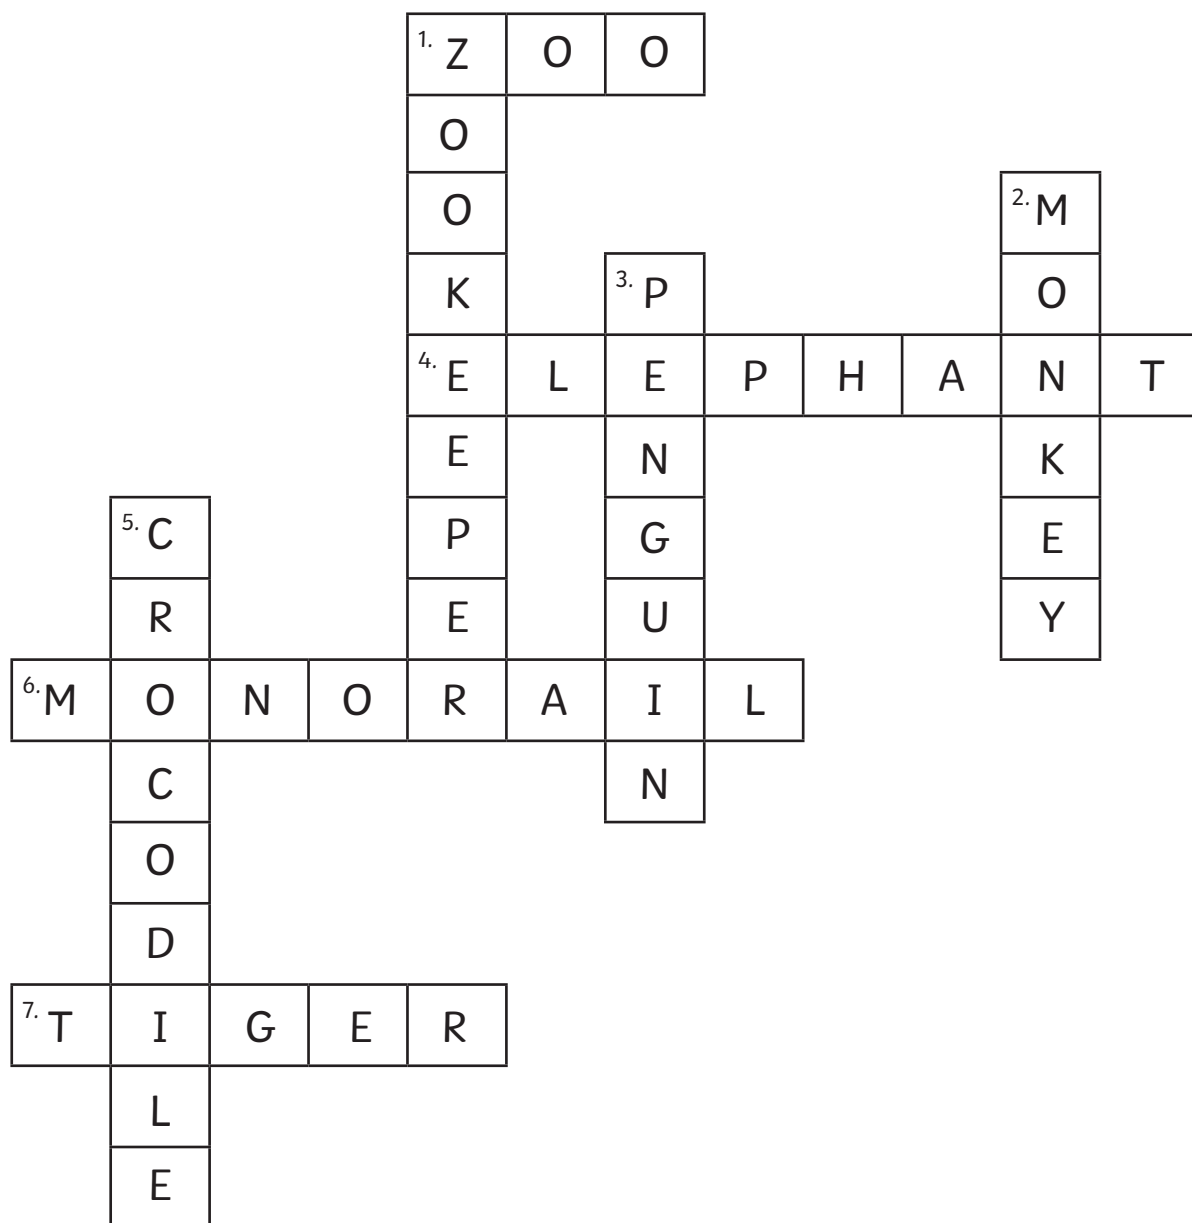 1. Z O O
O
O 2. M
K 3. P O
4. E L E P H A N T
E N K
5. C P G E
R E U Y
6. M O N O R A I L
C N
O
D
7. T I G E R
L
E